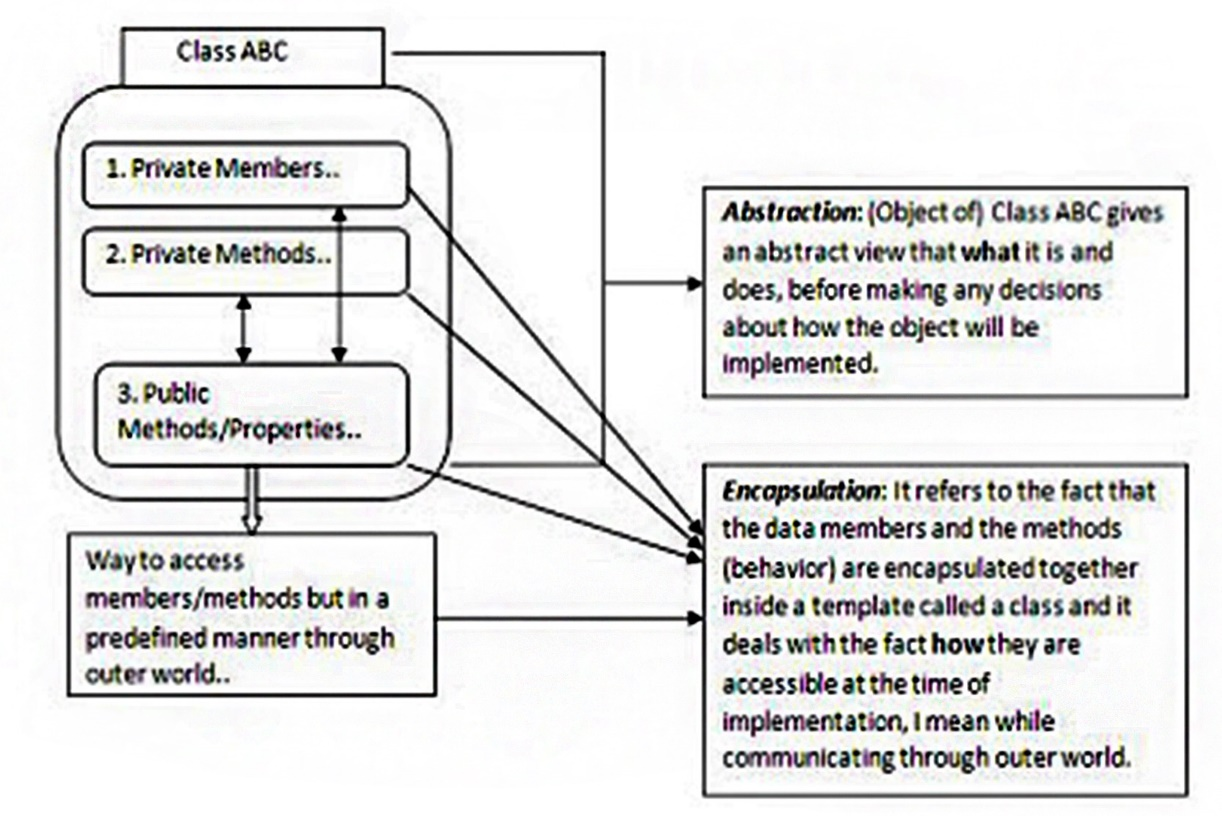 Class ABC
1. Private Members..
2. Private Methods..
3. Public
Methods/Properties..
Way to access
members/methods but in a
predefined manner through
outer world..
Abstraction: (Object of) Class ABC gives
an abstract view that what it is and
does, before making any decisions
about how the object will be
implemented.
Encapsulation: It refers to the fact that
the data members and the methods
(behavior) are encapsulated together
inside a template called a class and it
deals with the fact how they are
accessible at the time of
implementation, I mean while
communicating through outer world.